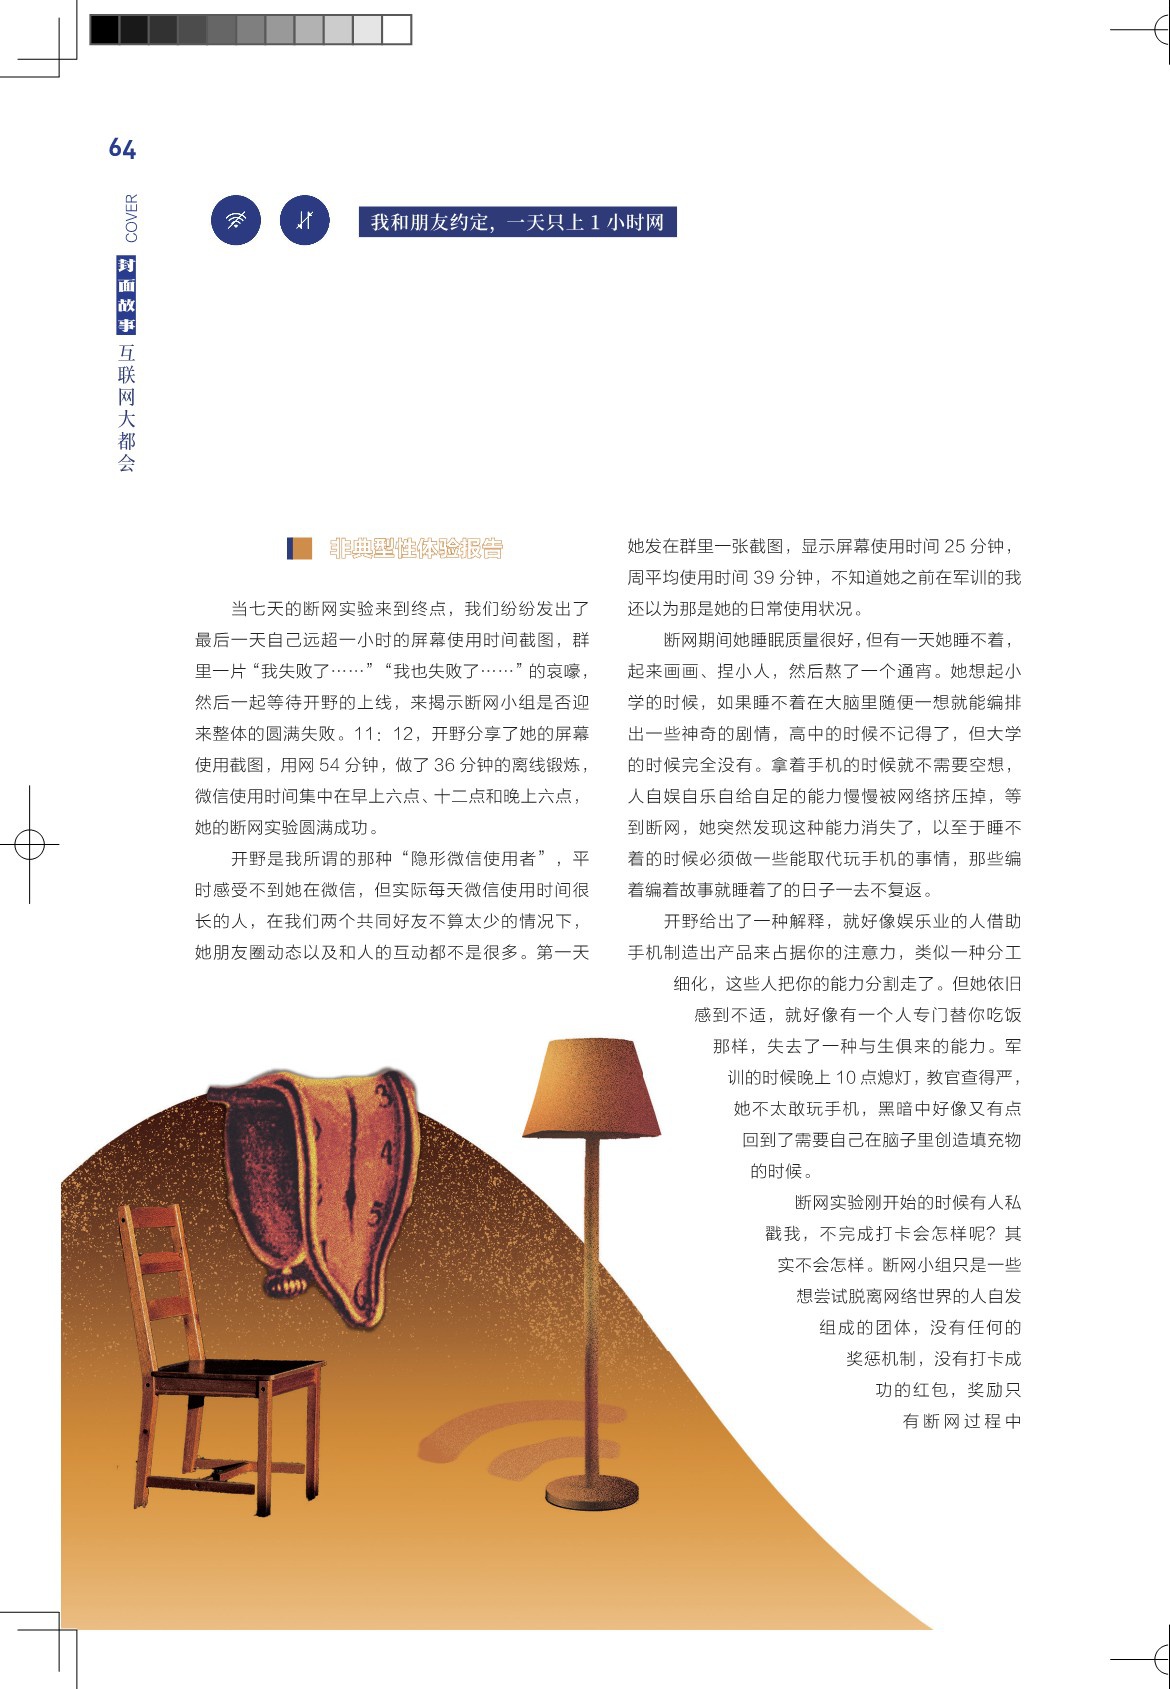 64
COVER
封面故事
互联网大都会
我和朋友约定，一天只上 1 小时网
非典型性体验报告
当七天的断网实验来到终点，我们纷纷发出了
最后一天自己远超一小时的屏幕使用时间截图，群
里一片“我失败了……”“我也失败了……”的哀嚎，
然后一起等待开野的上线，来揭示断网小组是否迎
来整体的圆满失败。11：12，开野分享了她的屏幕
使用截图，用网 54 分钟，做了 36 分钟的离线锻炼，
微信使用时间集中在早上六点、十二点和晚上六点，
她的断网实验圆满成功。
开野是我所谓的那种“隐形微信使用者”，平
时感受不到她在微信，但实际每天微信使用时间很
长的人，在我们两个共同好友不算太少的情况下，
她朋友圈动态以及和人的互动都不是很多。第一天
她发在群里一张截图，显示屏幕使用时间 25 分钟，
周平均使用时间 39 分钟，不知道她之前在军训的我
还以为那是她的日常使用状况。
断网期间她睡眠质量很好，但有一天她睡不着，
起来画画、捏小人，然后熬了一个通宵。她想起小
学的时候，如果睡不着在大脑里随便一想就能编排
出一些神奇的剧情，高中的时候不记得了，但大学
的时候完全没有。拿着手机的时候就不需要空想，
人自娱自乐自给自足的能力慢慢被网络挤压掉，等
到断网，她突然发现这种能力消失了，以至于睡不
着的时候必须做一些能取代玩手机的事情，那些编
着编着故事就睡着了的日子一去不复返。
开野给出了一种解释，就好像娱乐业的人借助
手机制造出产品来占据你的注意力，类似一种分工
细化，这些人把你的能力分割走了。但她依旧
感到不适，就好像有一个人专门替你吃饭
那样，失去了一种与生俱来的能力。军
训的时候晚上 10 点熄灯，教官查得严，
她不太敢玩手机，黑暗中好像又有点
回到了需要自己在脑子里创造填充物
的时候。
断网实验刚开始的时候有人私
戳我，不完成打卡会怎样呢？其
实不会怎样。断网小组只是一些
想尝试脱离网络世界的人自发
组成的团体，没有任何的
奖惩机制，没有打卡成
功的红包，奖励只
有断网过程中
3
4
5
6